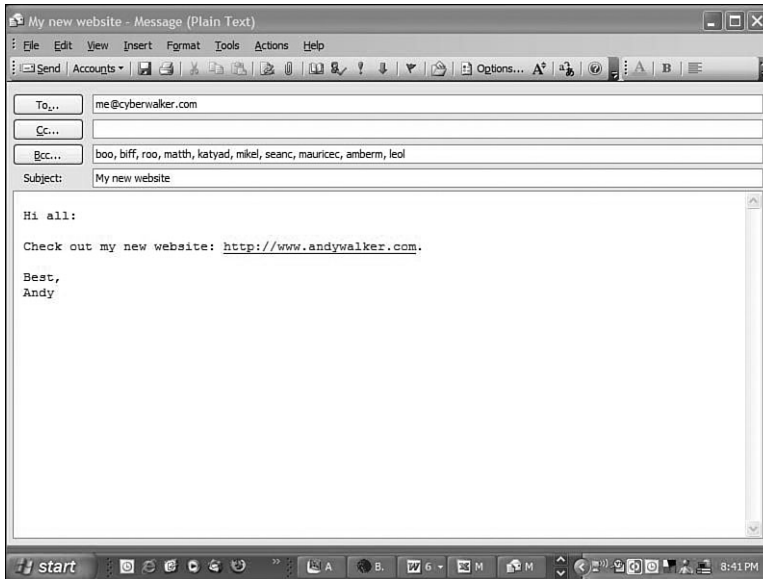 My new website - Message (Plain Text)
File Edit View Insert Format Tools Actions Help
Send Accounts Options... A B
To... me@cyberwalker.com
Cc...
Bcc... boo, biff, roo, matth, katyad, mikel, seanc, mauricec, amberm, leol
Subject: My new website
Hi all:
Check out my new website: http://www.andywalker.com.
Best,
Andy
start A B. 6 M M 8:41 PM